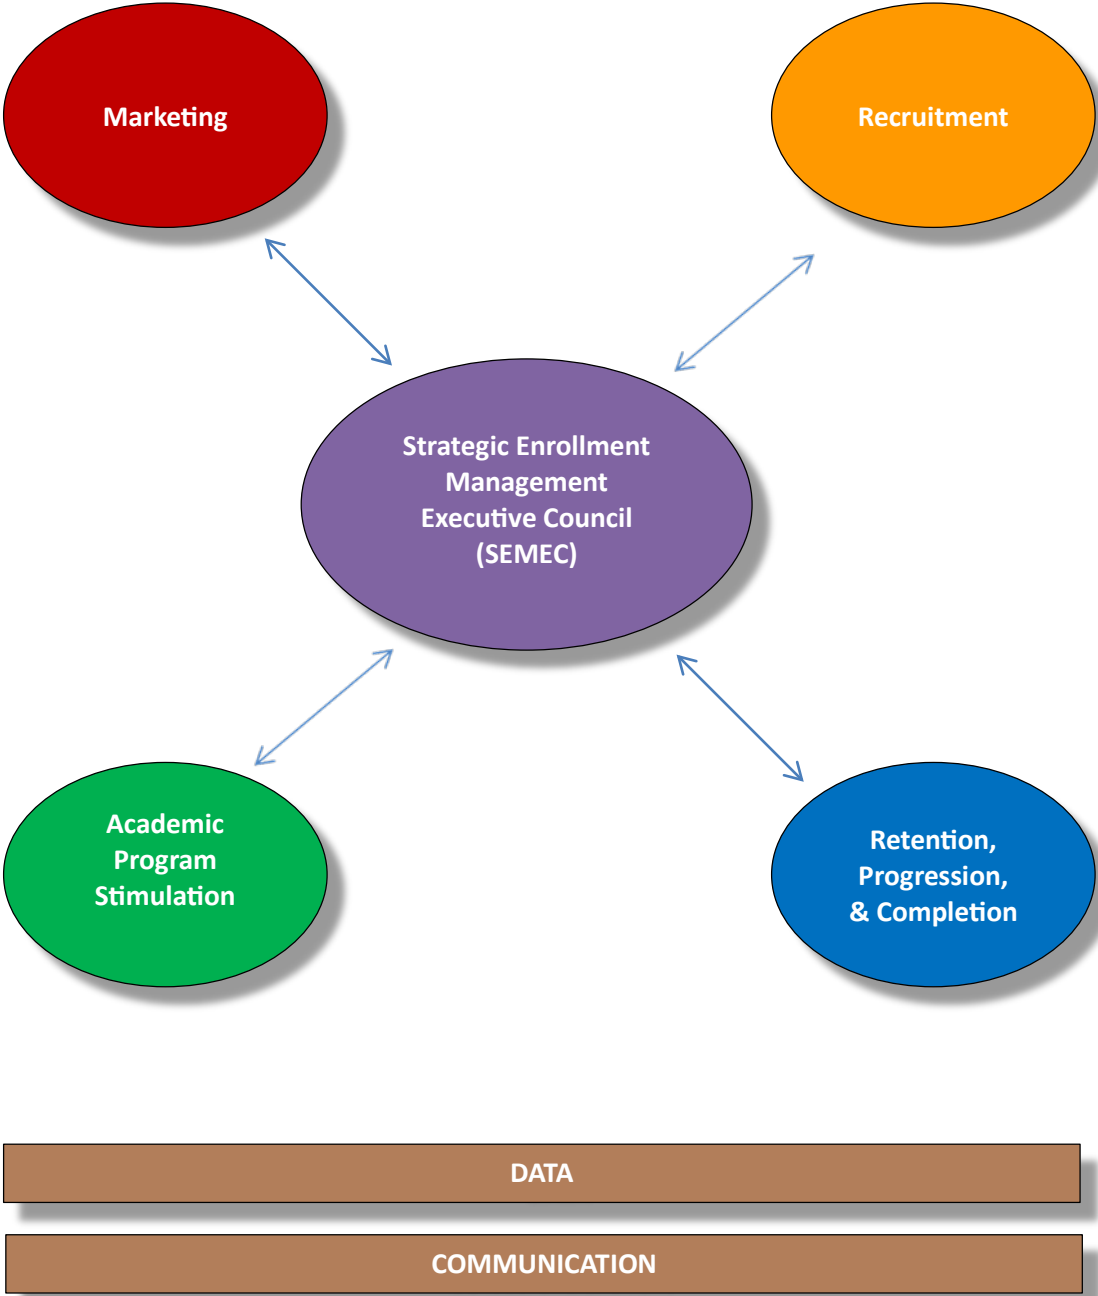 Marketing
Recruitment
Strategic Enrollment
Management
Executive Council
(SEMEC)
Academic
Program
Stimulation
Retention,
Progression,
& Completion
DATA
COMMUNICATION